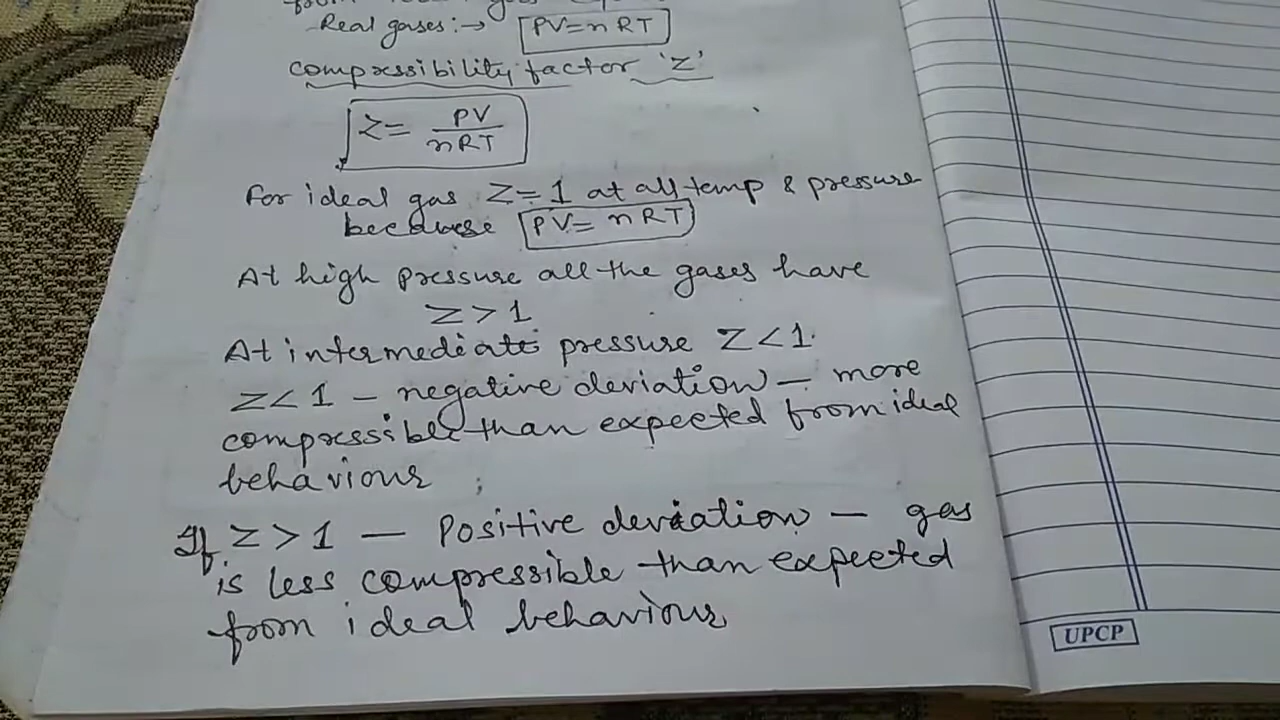 Real gases:→ PV=nRT
compressibility factor 'Z'
Z = PV
nRT
For ideal gas Z=1 at all temp & pressure
because PV= nRT
At high pressure all the gases have
Z > 1
At intermediate pressure Z < 1.
Z < 1 – negative deviation – more
compressible than expected from ideal
behaviour ;
If Z > 1 — Positive deviation — gas
is less compressible than expected
from ideal behaviour
UPCP